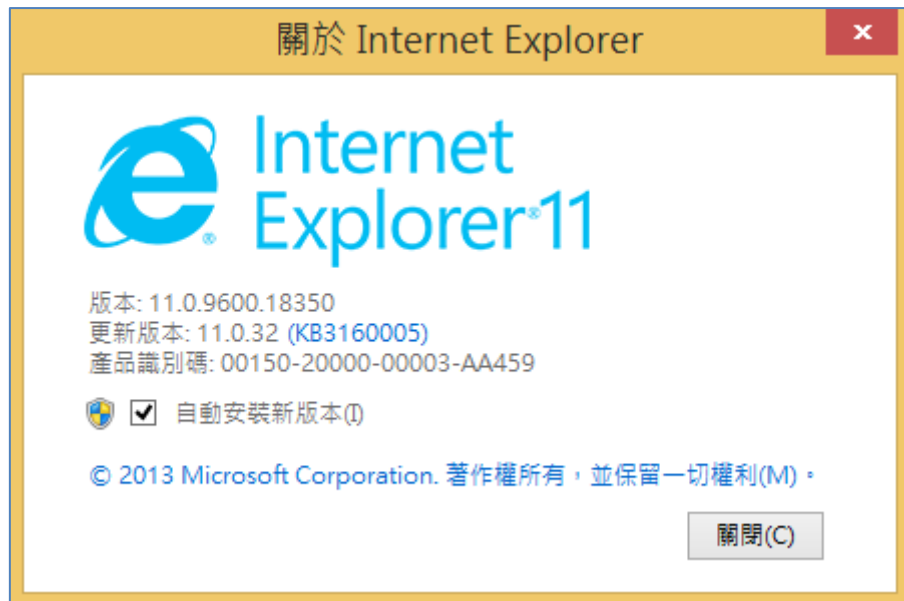 關於 Internet Explorer
Internet
Explorer®11
版本: 11.0.9600.18350
更新版本: 11.0.32 (KB3160005)
產品識別碼: 00150-20000-00003-AA459
自動安裝新版本(I)
© 2013 Microsoft Corporation. 著作權所有，並保留一切權利(M)。
關閉(C)